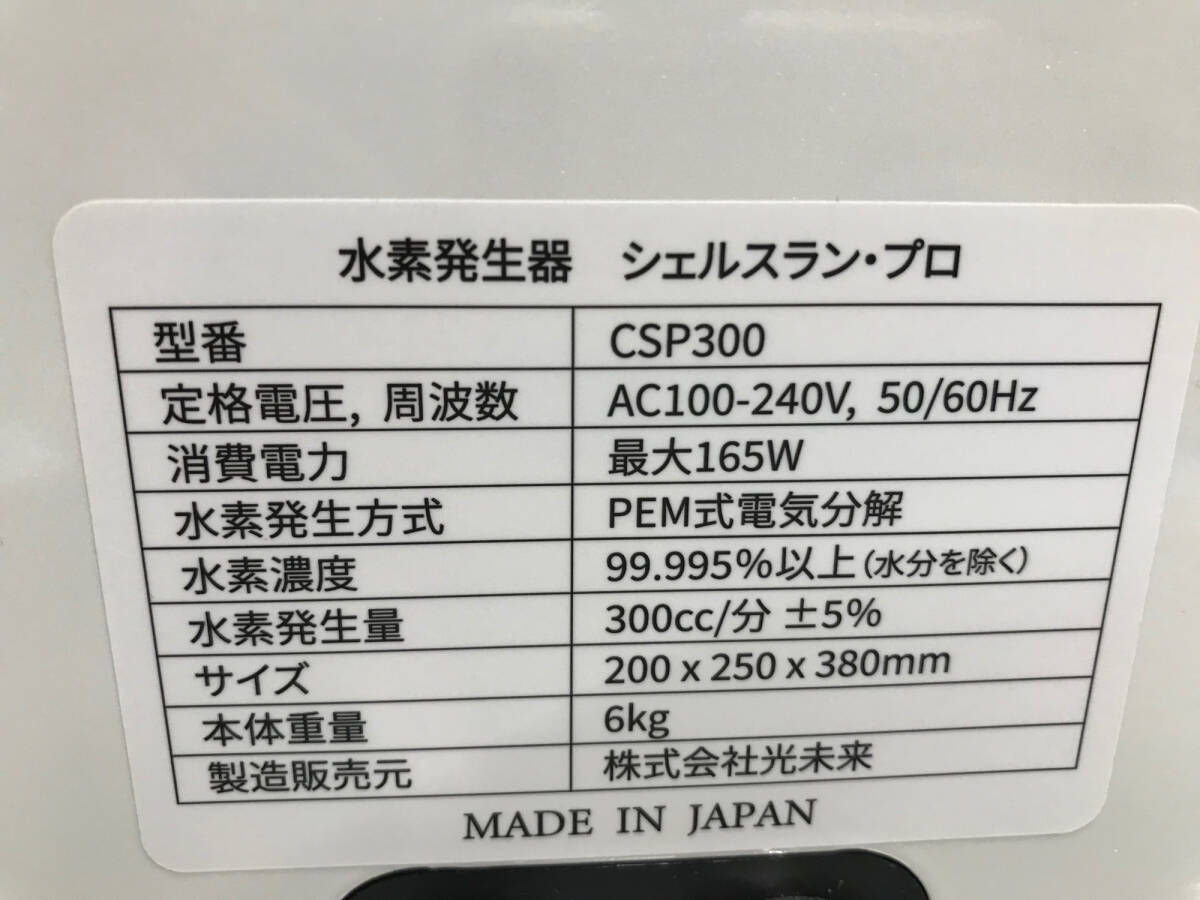 水素発生器　シェルスラン・プロ
型番 CSP300
定格電圧, 周波数 AC100-240V, 50/60Hz
消費電力 最大165W
水素発生方式 PEM式電気分解
水素濃度 99.995%以上(水分を除く)
水素発生量 300cc/分 ±5%
サイズ 200 x 250 x 380mm
本体重量 6kg
製造販売元 株式会社光未来
MADE IN JAPAN